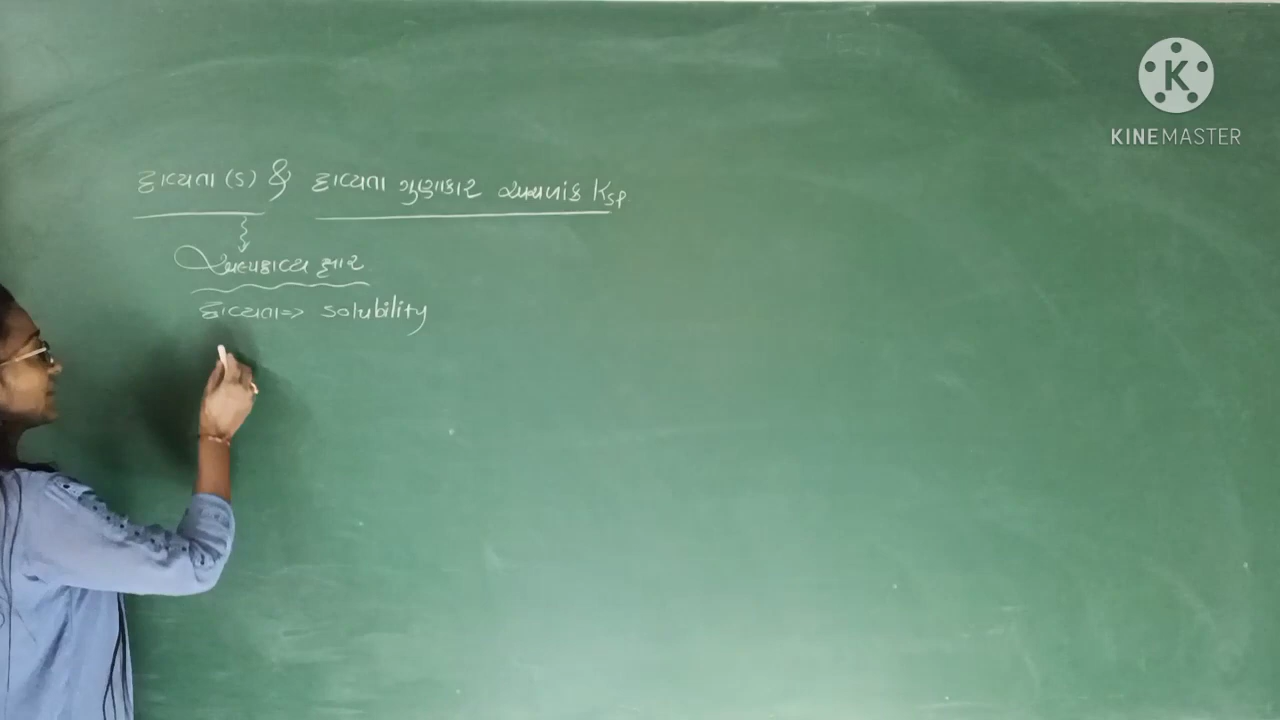 દ્રાવ્યતા (S) & દ્રાવ્યતા ગુણાકાર અચળાંક Ksp
અલ્પદ્રાવ્ય ક્ષાર
દ્રાવ્યતા => solubility
K
KINEMASTER